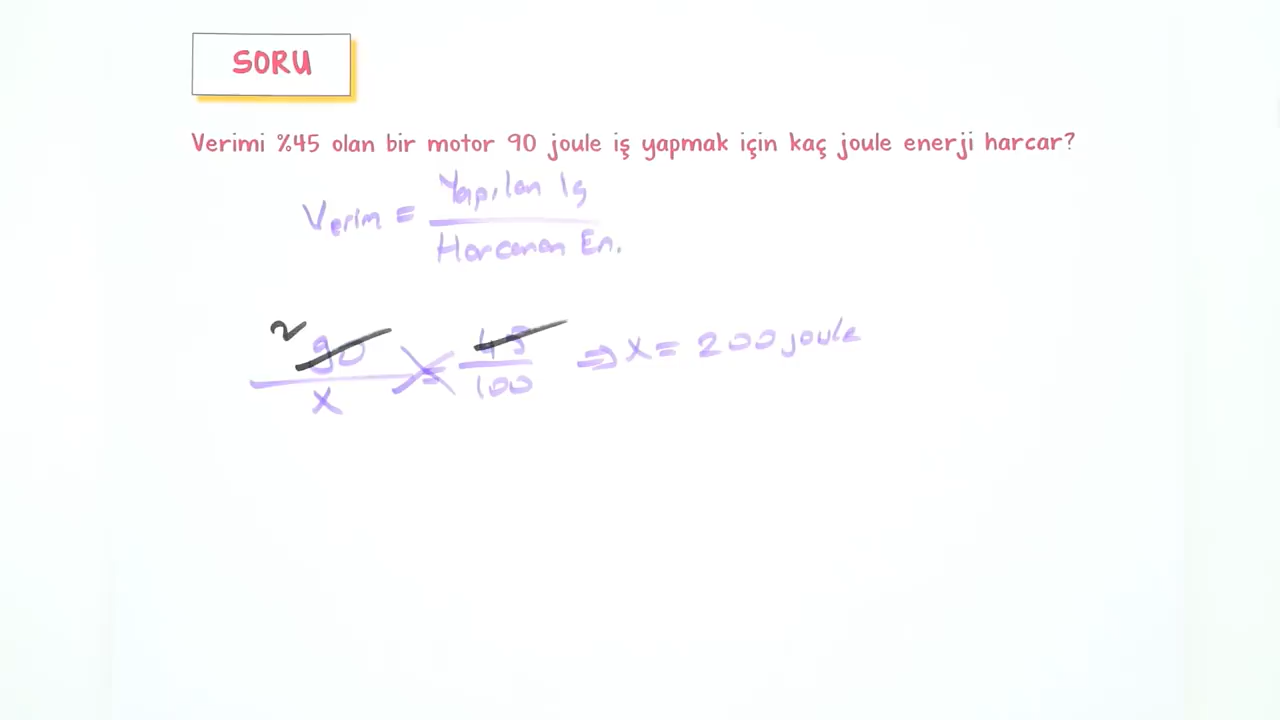 SORU
Verimi %45 olan bir motor 90 joule iş yapmak için kaç joule enerji harcar?
Verim = Yapılan İş
Harcanan En.
2
90 = 45 ⇒ x = 200 joule
x 100